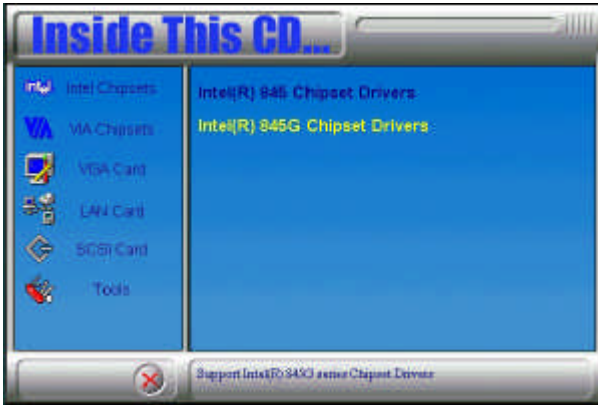 Inside This CD...
intel Intel Chipsets
VIA VIA Chipsets
VGA Card
LAN Card
SCSI Card
Tools
Intel(R) 845 Chipset Drivers
Intel(R) 845G Chipset Drivers
Support Intel(R) 845G series Chipset Drivers